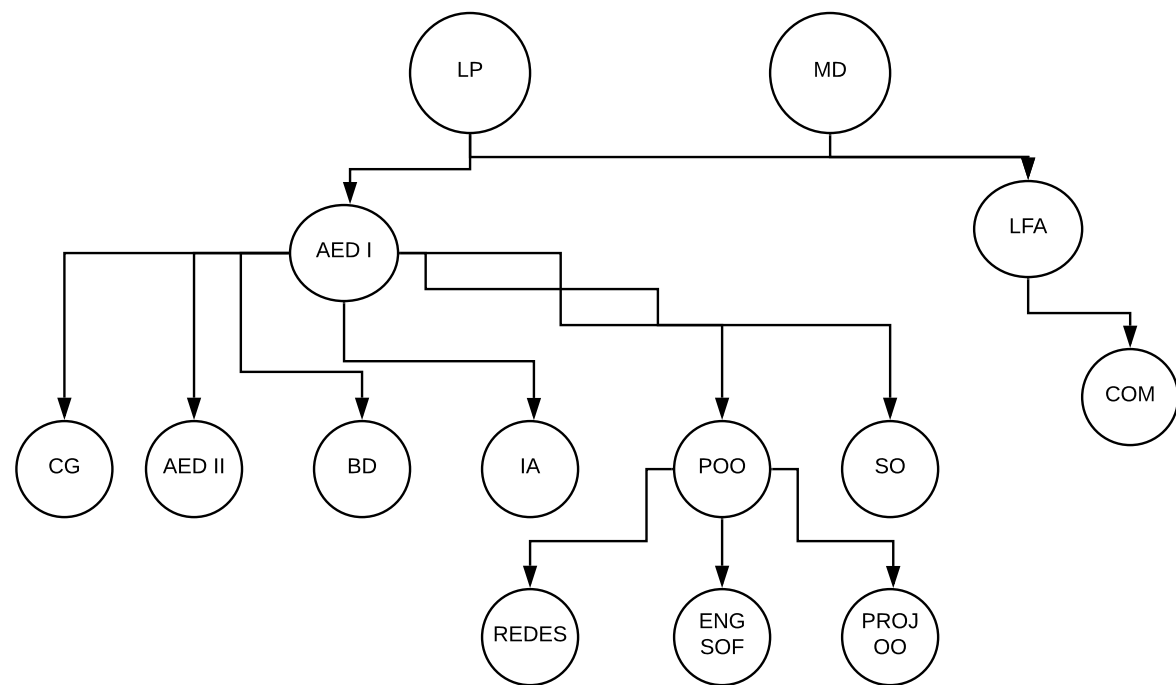 LP
MD
AED I
LFA
COM
CG
AED II
BD
IA
POO
SO
REDES
ENG
SOF
PROJ
OO